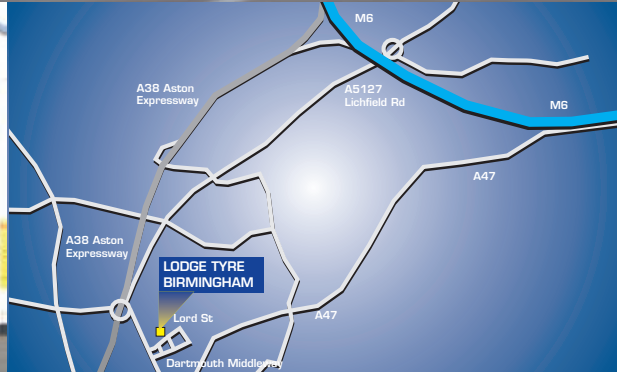 M6
A38 Aston
Expressway
A5127
Lichfield Rd
M6
A47
A38 Aston
Expressway
LODGE TYRE
BIRMINGHAM
Lord St
A47
Dartmouth Middleway